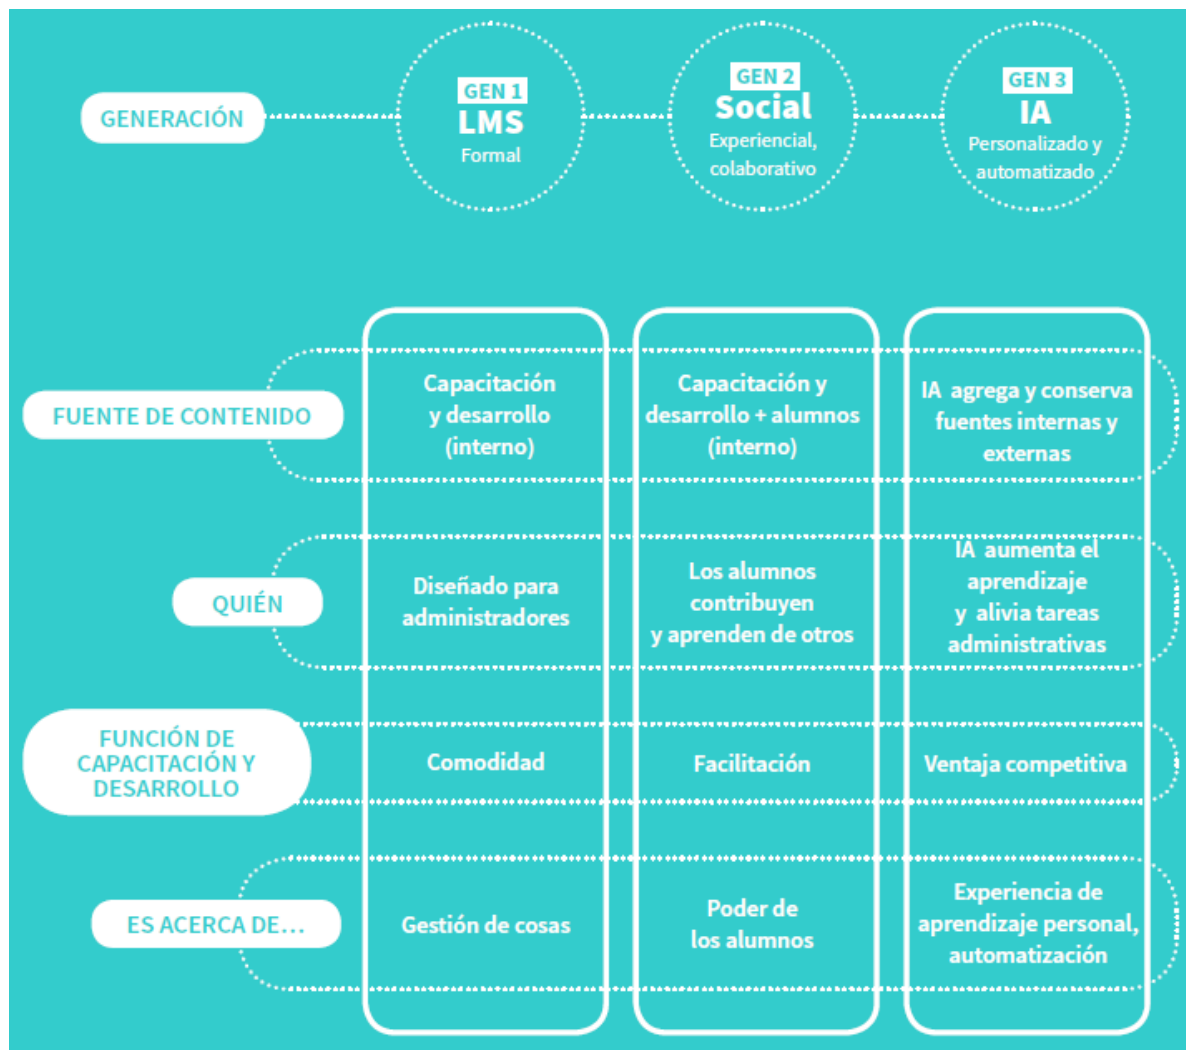 GENERACIÓN
GEN 1
LMS
Formal
GEN 2
Social
Experiencial,
colaborativo
GEN 3
IA
Personalizado y
automatizado
FUENTE DE CONTENIDO
Capacitación
y desarrollo
(interno)
Capacitación y
desarrollo + alumnos
(interno)
IA agrega y conserva
fuentes internas y
externas
QUIÉN
Diseñado para
administradores
Los alumnos
contribuyen
y aprenden de otros
IA aumenta el
aprendizaje
y alivia tareas
administrativas
FUNCIÓN DE
CAPACITACIÓN Y
DESARROLLO
Comodidad
Facilitación
Ventaja competitiva
ES ACERCA DE...
Gestión de cosas
Poder de
los alumnos
Experiencia de
aprendizaje personal,
automatización